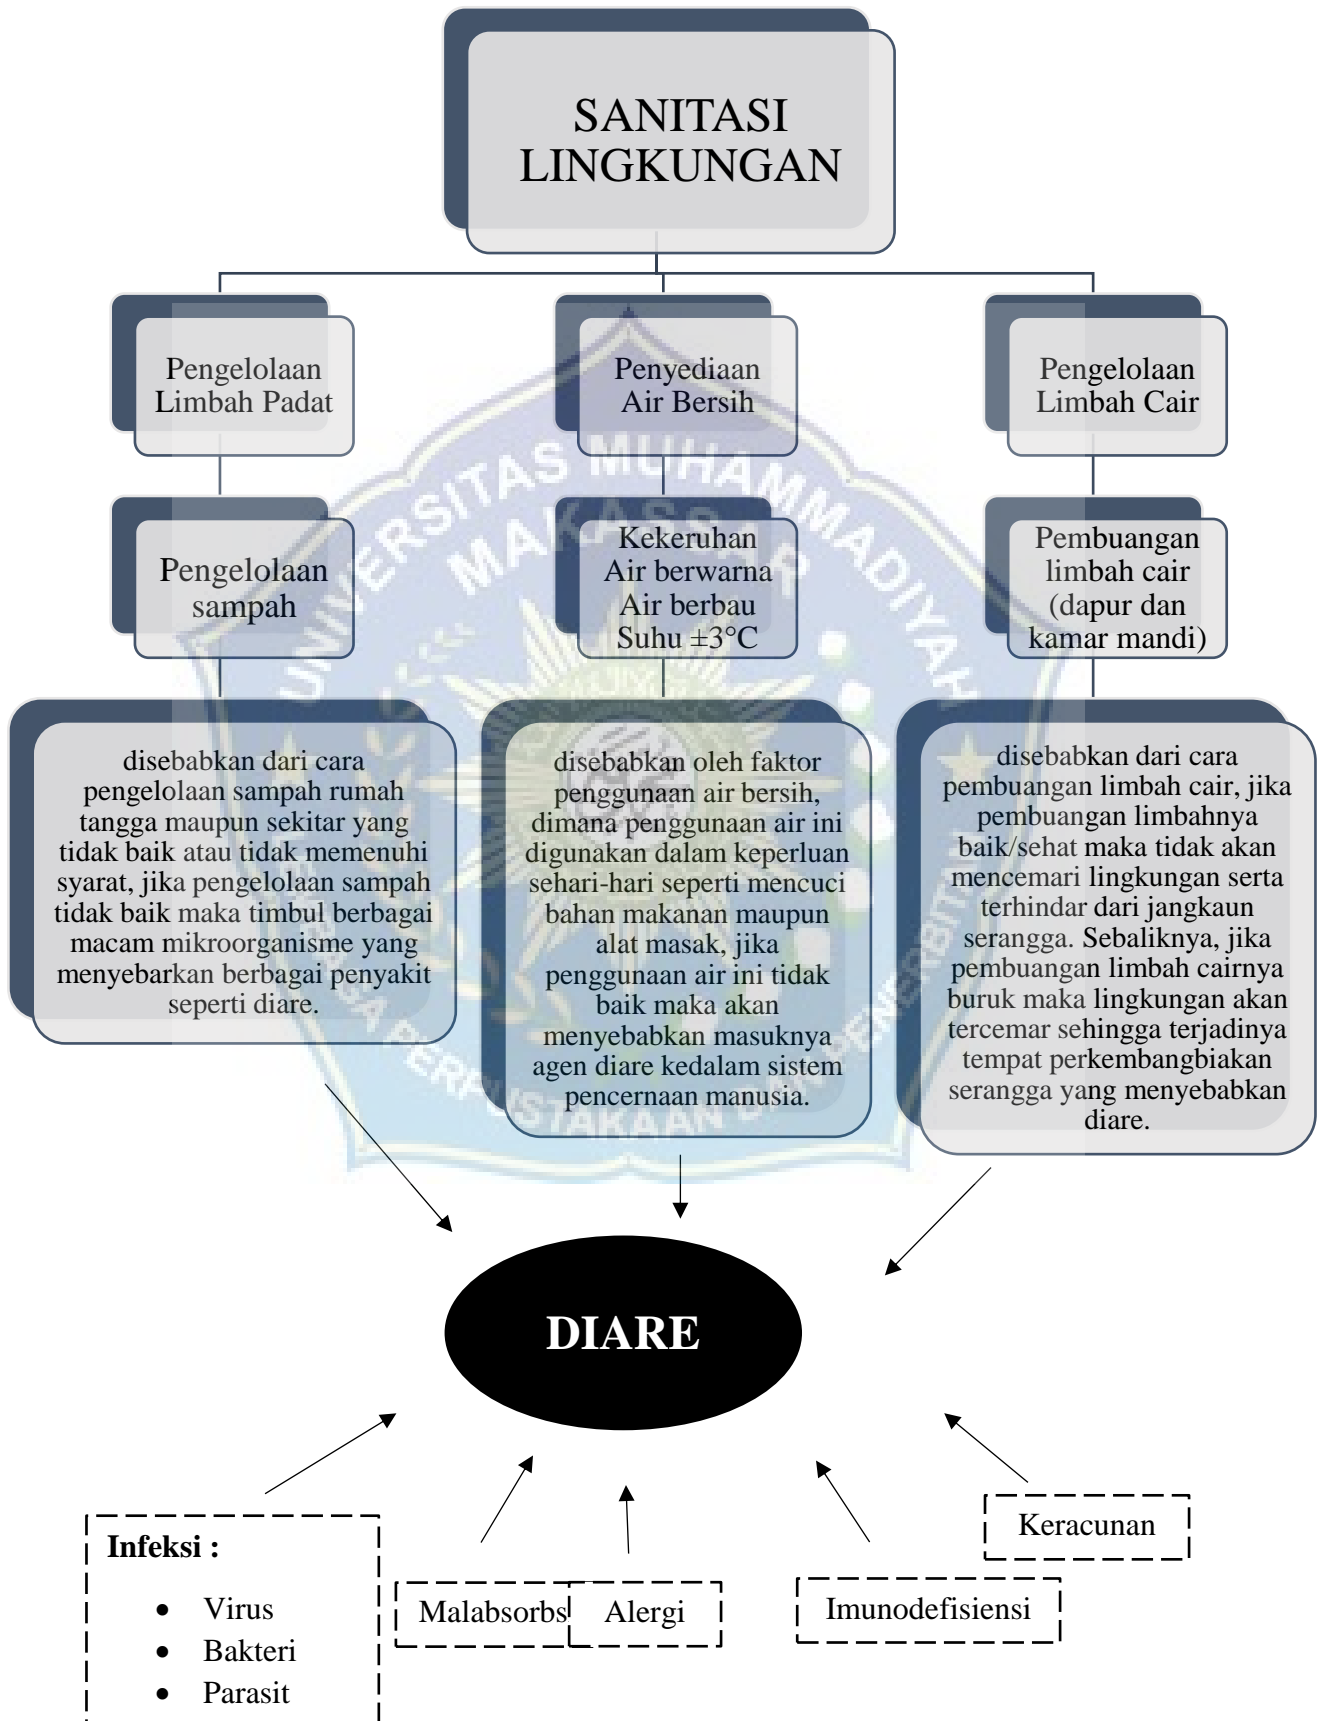 SANITASI
LINGKUNGAN
Pengelolaan
Limbah Padat
Penyediaan
Air Bersih
Pengelolaan
Limbah Cair
Pengelolaan
sampah
Kekeruhan
Air berwarna
Air berbau
Suhu ±3°C
Pembuangan
limbah cair
(dapur dan
kamar mandi)
disebabkan dari cara
pengelolaan sampah rumah
tangga maupun sekitar yang
tidak baik atau tidak memenuhi
syarat, jika pengelolaan sampah
tidak baik maka timbul berbagai
macam mikroorganisme yang
menyebarkan berbagai penyakit
seperti diare.
disebabkan oleh faktor
penggunaan air bersih,
dimana penggunaan air ini
digunakan dalam keperluan
sehari-hari seperti mencuci
bahan makanan maupun
alat masak, jika
penggunaan air ini tidak
baik maka akan
menyebabkan masuknya
agen diare kedalam sistem
pencernaan manusia.
disebabkan dari cara
pembuangan limbah cair, jika
pembuangan limbahnya
baik/sehat maka tidak akan
mencemari lingkungan serta
terhindar dari jangkaun
serangga. Sebaliknya, jika
pembuangan limbah cairnya
buruk maka lingkungan akan
tercemar sehingga terjadinya
tempat perkembangbiakan
serangga yang menyebabkan
diare.
UNIVERSITAS MUHAMMADIYAH
MAKASSAR
LEMBAGA PERPUSTAKAAN DAN PENERBITAN
DIARE
Keracunan
Infeksi :
• Virus
• Bakteri
• Parasit
Malabsorbs
Alergi
Imunodefisiensi